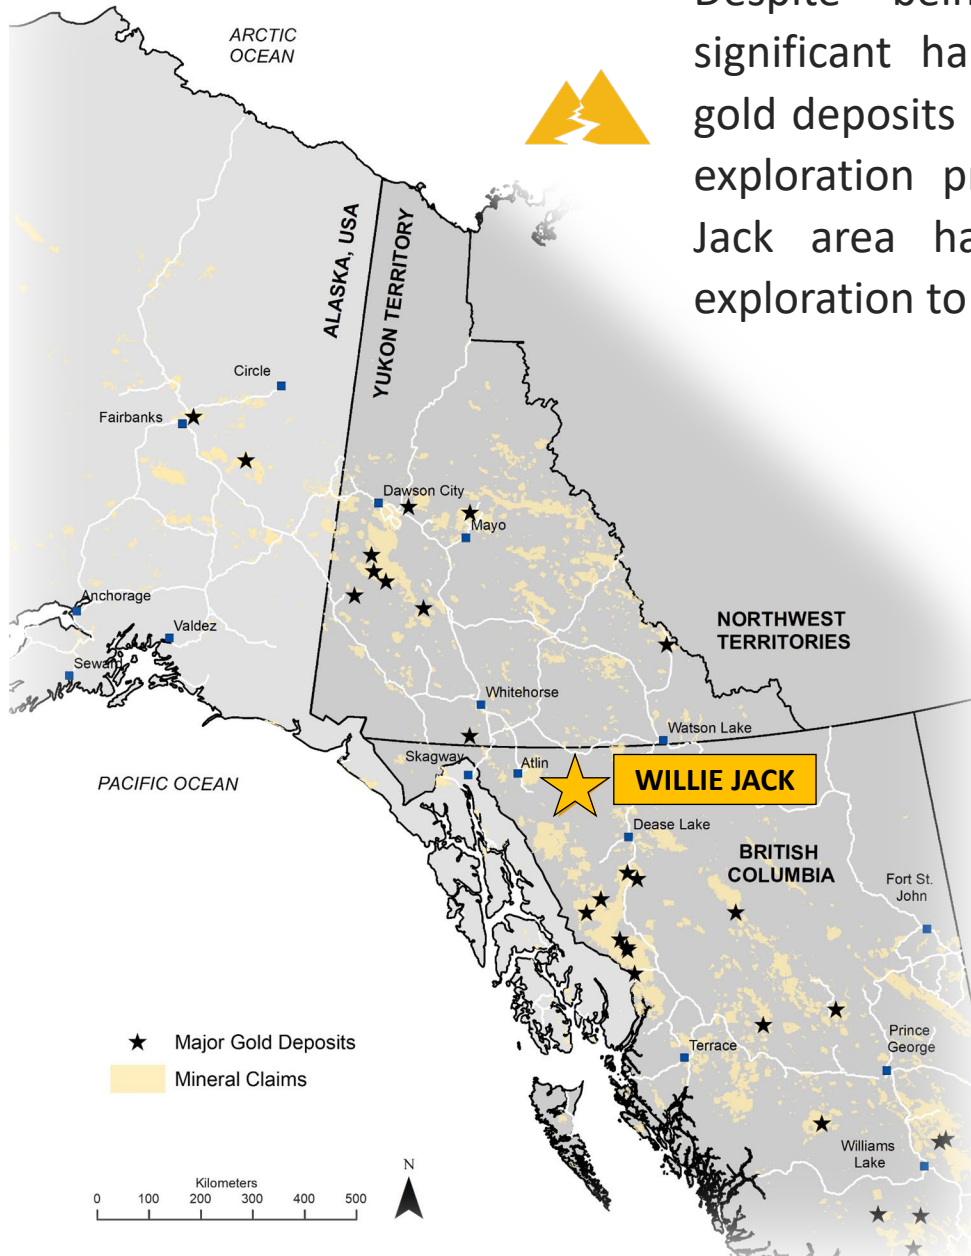 Despite
significant
gold deposits
exploration
Jack area
exploration to
ARCTIC
OCEAN
ALASKA, USA
YUKON TERRITORY
Circle
Fairbanks
Dawson City
Mayo
Anchorage
Valdez
Seward
NORTHWEST
TERRITORIES
Whitehorse
Watson Lake
Skagway
Atlin
PACIFIC OCEAN
WILLIE JACK
Dease Lake
BRITISH
COLUMBIA
Fort St.
John
Major Gold Deposits
Mineral Claims
Terrace
Prince
George
Williams
Lake
N
Kilometers
0 100 200 300 400 500